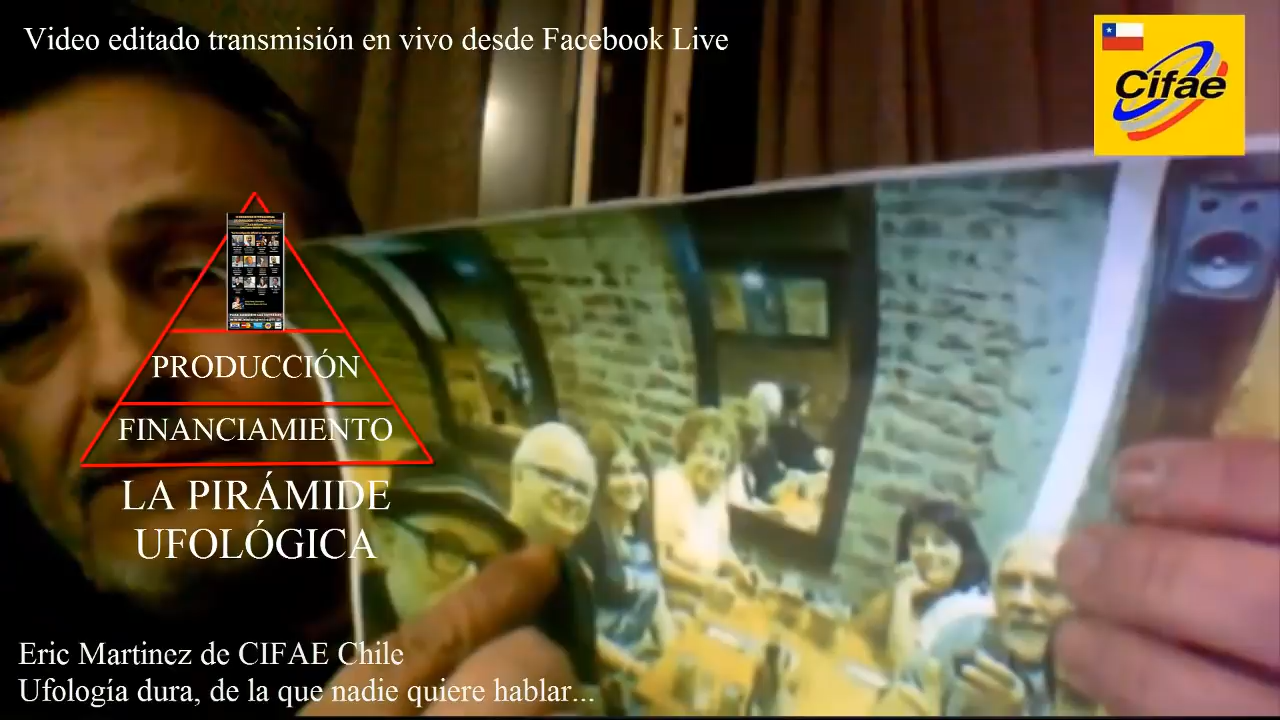 Video editado transmisión en vivo desde Facebook Live
Cifae
PRODUCCIÓN
FINANCIAMIENTO
LA PIRÁMIDE
UFOLÓGICA
Eric Martinez de CIFAE Chile
Ufología dura, de la que nadie quiere hablar...